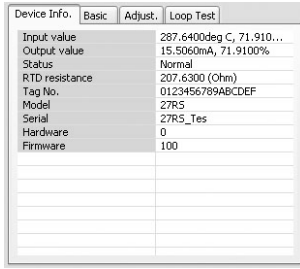 Device Info. Basic Adjust. Loop Test
Input value 287.6400deg C, 71.910...
Output value 15.5060mA, 71.9100%
Status Normal
RTD resistance 207.6300 (Ohm)
Tag No. 0123456789ABCDEF
Model 27RS
Serial 27RS_Tes
Hardware 0
Firmware 100